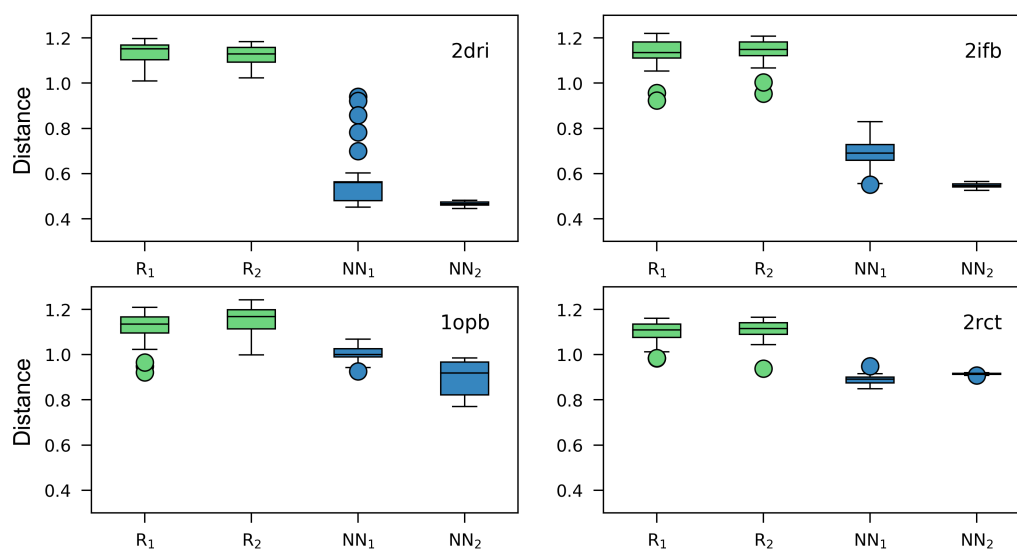 1.2
1.0
0.8
0.6
0.4
Distance
2dri
R₁ R₂ NN₁ NN₂
1.2
1.0
0.8
0.6
0.4
2ifb
R₁ R₂ NN₁ NN₂
1.2
1.0
0.8
0.6
0.4
Distance
1opb
R₁ R₂ NN₁ NN₂
1.2
1.0
0.8
0.6
0.4
2rct
R₁ R₂ NN₁ NN₂